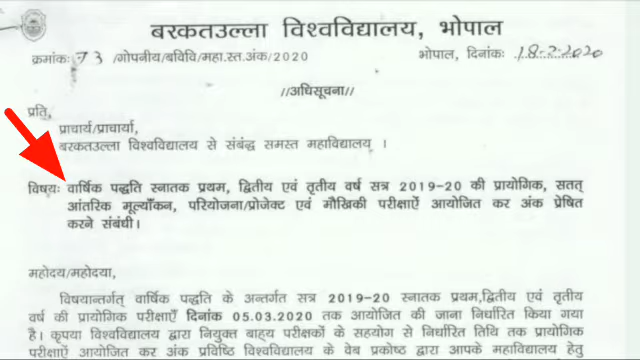 बरकतउल्ला विश्वविद्यालय, भोपाल
क्रमांकः 73 /गोपनीय/बविवि/महा.स्त.अंक/2020 भोपाल, दिनांकः 18.2.2020
//अधिसूचना//
प्रति,
प्राचार्य/प्राचार्या,
बरकतउल्ला विश्वविद्यालय से संबंद्ध समस्त महाविद्यालय ।
विषयः वार्षिक पद्धति स्नातक प्रथम, द्वितीय एवं तृतीय वर्ष सत्र 2019-20 की प्रायोगिक, सतत्
आंतरिक मूल्याँकन, परियोजना/प्रोजेक्ट एवं मौखिकी परीक्षाऐं आयोजित कर अंक प्रेषित
करने संबंधी।
महोदय/महोदया,
विषयान्तर्गत् वार्षिक पद्धति के अन्तर्गत सत्र 2019-20 स्नातक प्रथम,द्वितीय एवं तृतीय
वर्ष की प्रायोगिक परीक्षाऐं दिनांक 05.03.2020 तक आयोजित की जाना निर्धारित किया गया
है। कृपया विश्वविद्यालय द्वारा नियुक्त बाह्य परीक्षकों के सहयोग से निर्धारित तिथि तक प्रायोगिक
परीक्षाऐं आयोजित कर अंक प्रविष्ठि विश्वविद्यालय के वेब प्रकोष्ठ द्वारा आपके महाविद्यालय हेतु